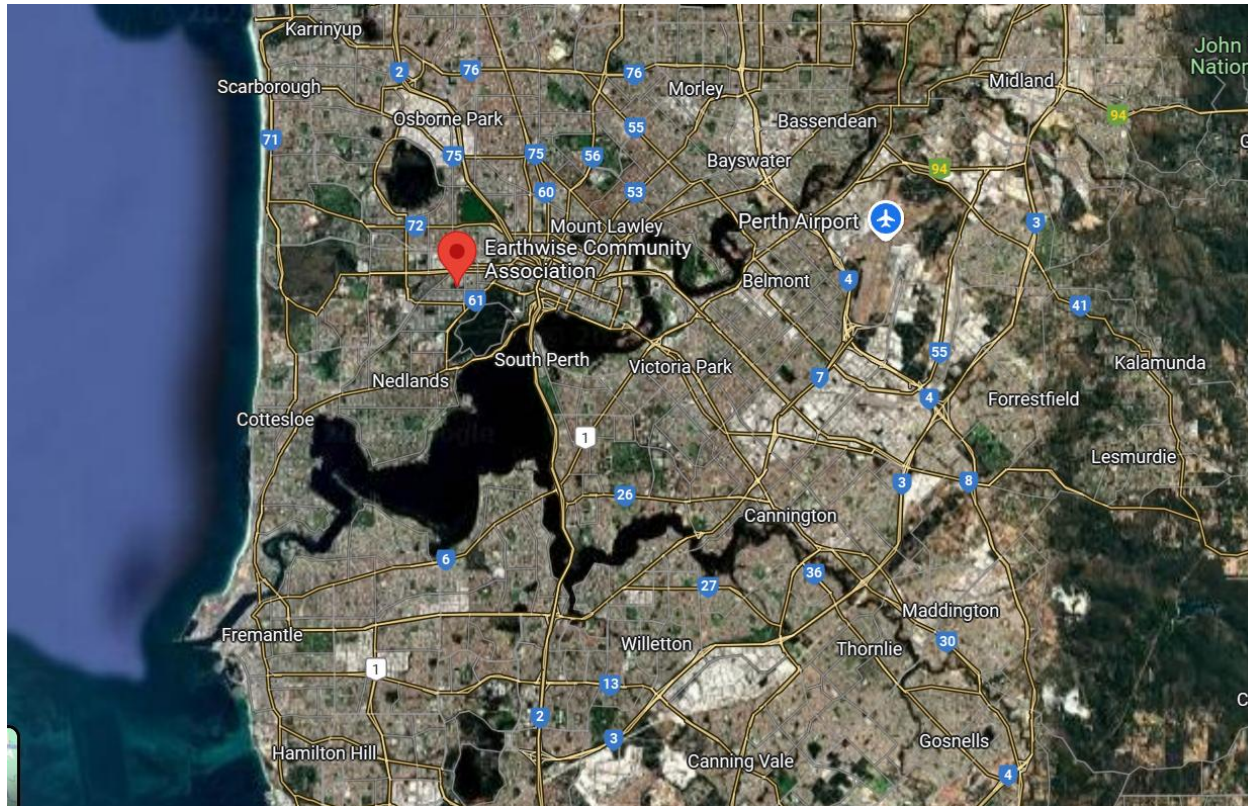 Karrinyup
John
Nation
2
76
76
Midland
Scarborough
Morley
94
Osborne Park
Bassendean
55
71
G
75
75
56
Bayswater
94
60
53
72
Mount Lawley
Perth Airport
3
Earthwise Community
Association
Belmont
4
61
41
55
South Perth
Victoria Park
Kalamunda
Nedlands
7
4
Forrestfield
Cottesloe
1
Lesmurdie
3
8
26
Cannington
6
36
27
Maddington
Fremantle
Willetton
30
Thornlie
1
13
C
2
3
Gosnells
Hamilton Hill
Canning Vale
4